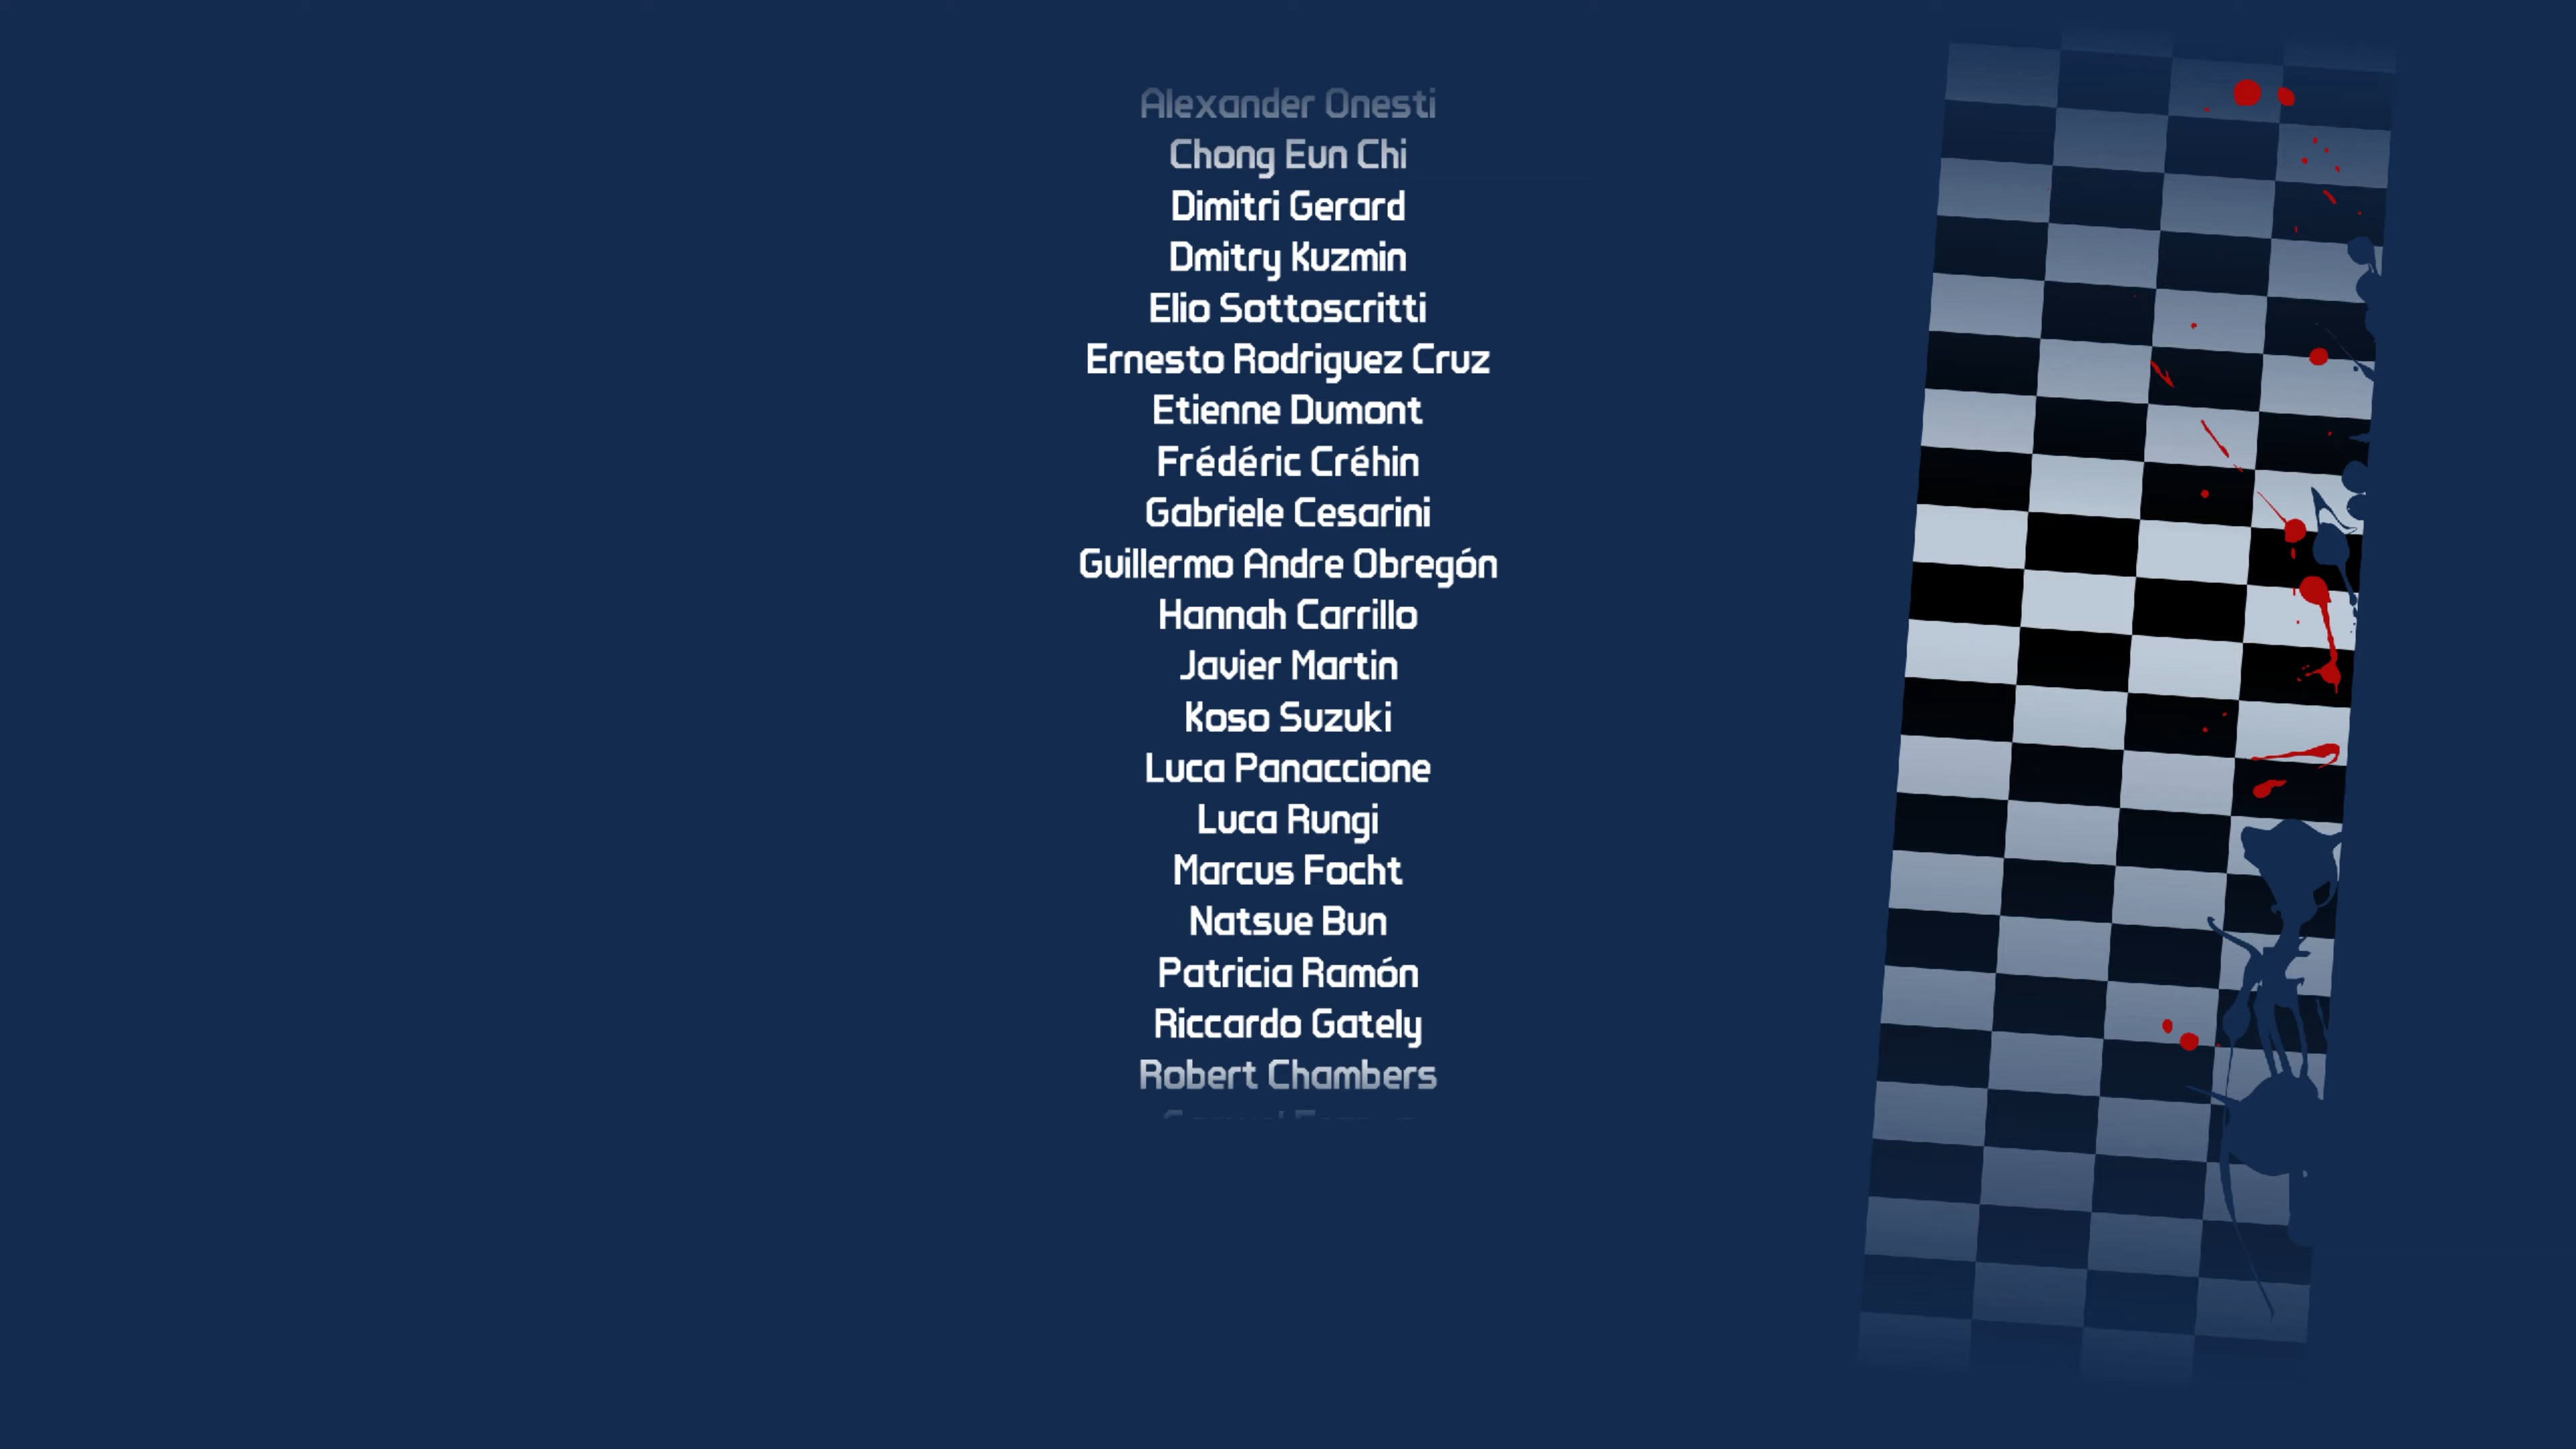 Alexander Onesti
Chong Eun Chi
Dimitri Gerard
Dmitry Kuzmin
Elio Sottoscritti
Ernesto Rodriguez Cruz
Etienne Dumont
Frédéric Créhin
Gabriele Cesarini
Guillermo Andre Obregón
Hannah Carrillo
Javier Martin
Koso Suzuki
Luca Panaccione
Luca Rungi
Marcus Focht
Natsue Bun
Patricia Ramón
Riccardo Gately
Robert Chambers